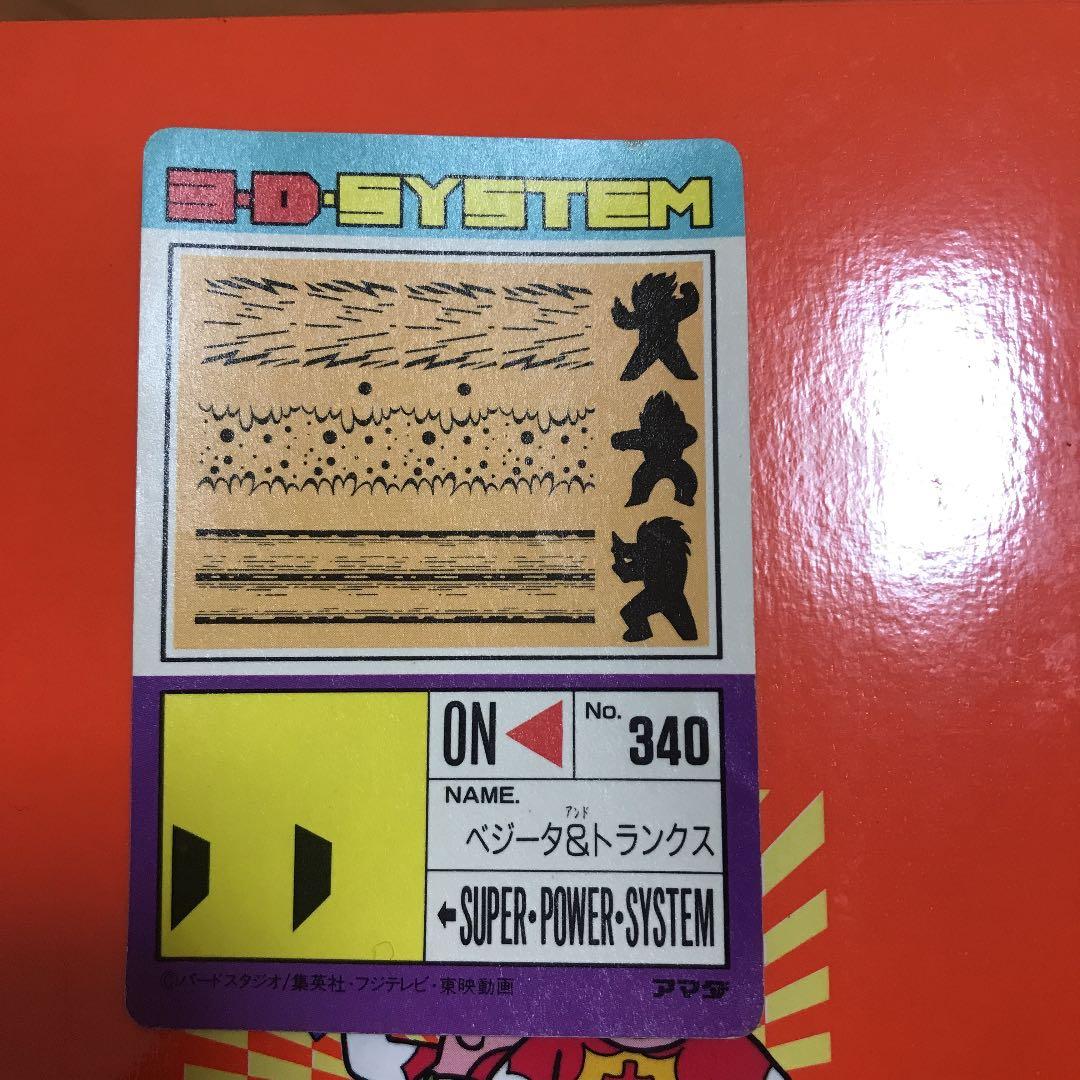 3·D·SYSTEM
ON
No. 340
NAME.
アンド
ベジータ&トランクス
SUPER·POWER·SYSTEM
©バードスタジオ/集英社・フジテレビ・東映動画
アマダ